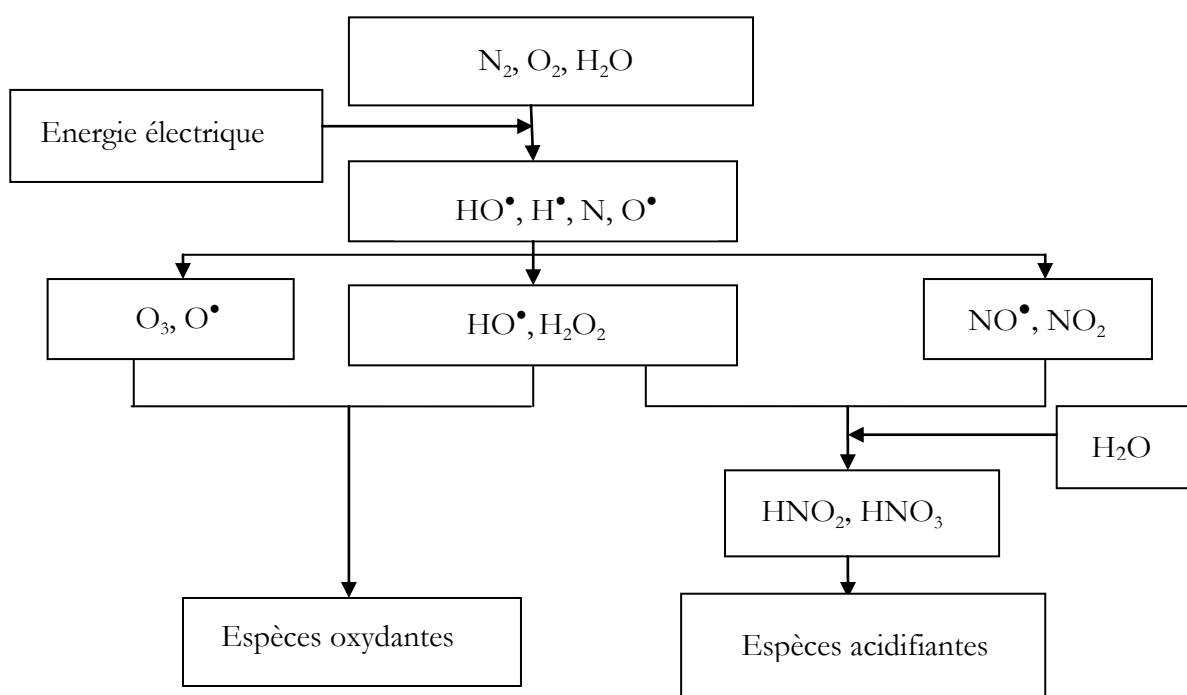 N₂, O₂, H₂O
Energie électrique
HO•, H•, N, O•
O₃, O•
HO•, H₂O₂
NO•, NO₂
H₂O
HNO₂, HNO₃
Espèces oxydantes
Espèces acidifiantes